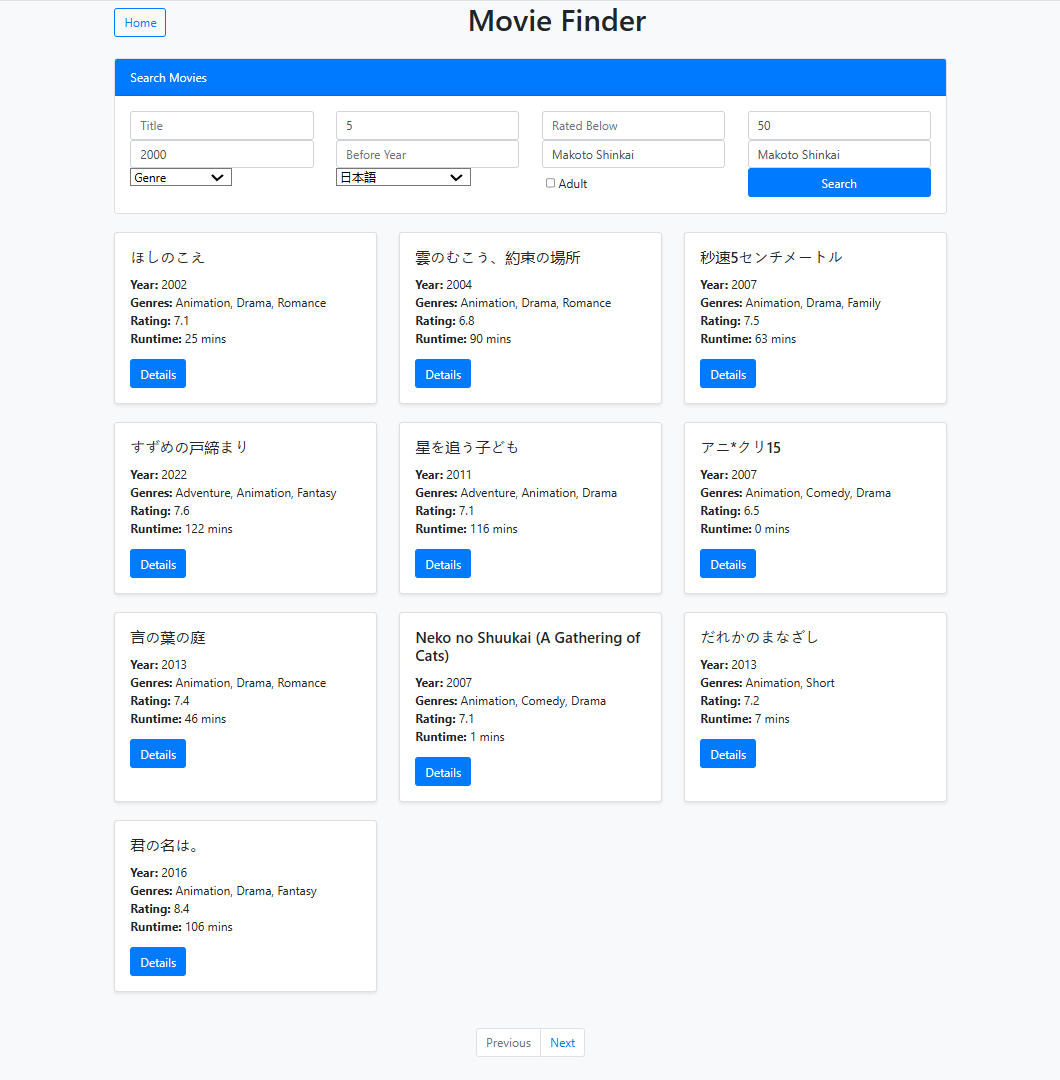 Home
Movie Finder
Search Movies
Title
5
Rated Below
50
2000
Before Year
Makoto Shinkai
Makoto Shinkai
Genre
日本語
Adult
Search
ほしのこえ
Year: 2002
Genres: Animation, Drama, Romance
Rating: 7.1
Runtime: 25 mins
Details
雲のむこう、約束の場所
Year: 2004
Genres: Animation, Drama, Romance
Rating: 6.8
Runtime: 90 mins
Details
秒速5センチメートル
Year: 2007
Genres: Animation, Drama, Family
Rating: 7.5
Runtime: 63 mins
Details
すずめの戸締まり
Year: 2022
Genres: Adventure, Animation, Fantasy
Rating: 7.6
Runtime: 122 mins
Details
星を追う子ども
Year: 2011
Genres: Adventure, Animation, Drama
Rating: 7.1
Runtime: 116 mins
Details
アニ*クリ15
Year: 2007
Genres: Animation, Comedy, Drama
Rating: 6.5
Runtime: 0 mins
Details
言の葉の庭
Year: 2013
Genres: Animation, Drama, Romance
Rating: 7.4
Runtime: 46 mins
Details
Neko no Shuukai (A Gathering of
Cats)
Year: 2007
Genres: Animation, Comedy, Drama
Rating: 7.1
Runtime: 1 mins
Details
だれかのまなざし
Year: 2013
Genres: Animation, Short
Rating: 7.2
Runtime: 7 mins
Details
君の名は。
Year: 2016
Genres: Animation, Drama, Fantasy
Rating: 8.4
Runtime: 106 mins
Details
Previous
Next